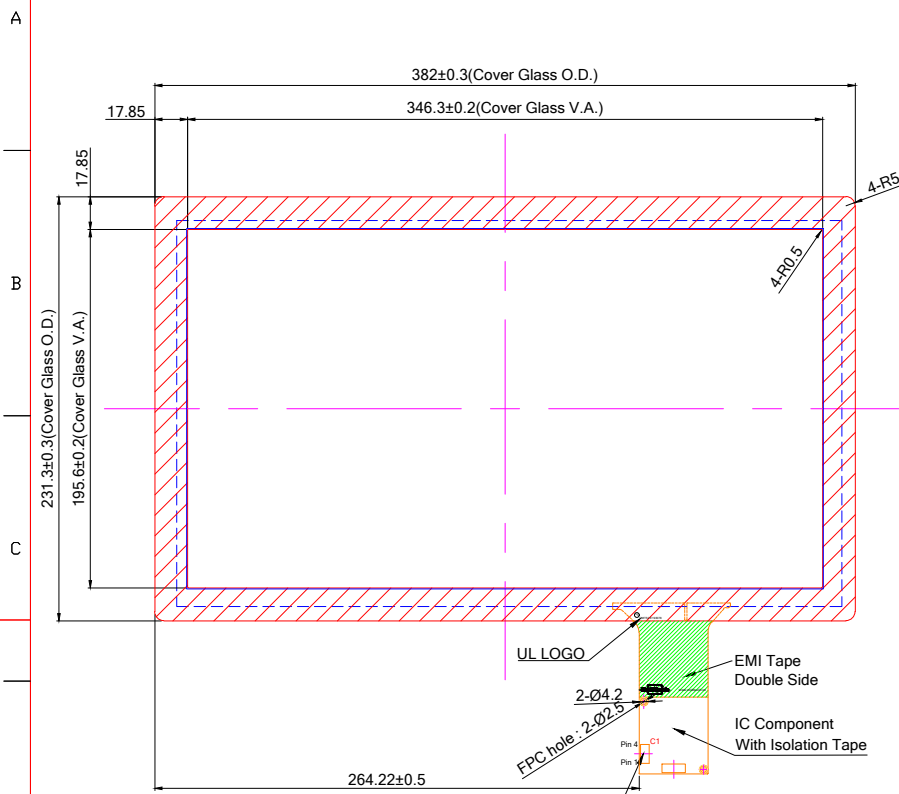 A
382±0.3(Cover Glass O.D.)
17.85
346.3±0.2(Cover Glass V.A.)
17.85
4-R5
B
4-R0.5
231.3±0.3(Cover Glass O.D.)
195.6±0.2(Cover Glass V.A.)
C
UL LOGO
EMI Tape
Double Side
2-Ø4.2
FPC hole : 2-Ø2.5
IC Component
With Isolation Tape
Pin 4
C1
Pin 1
264.22±0.5